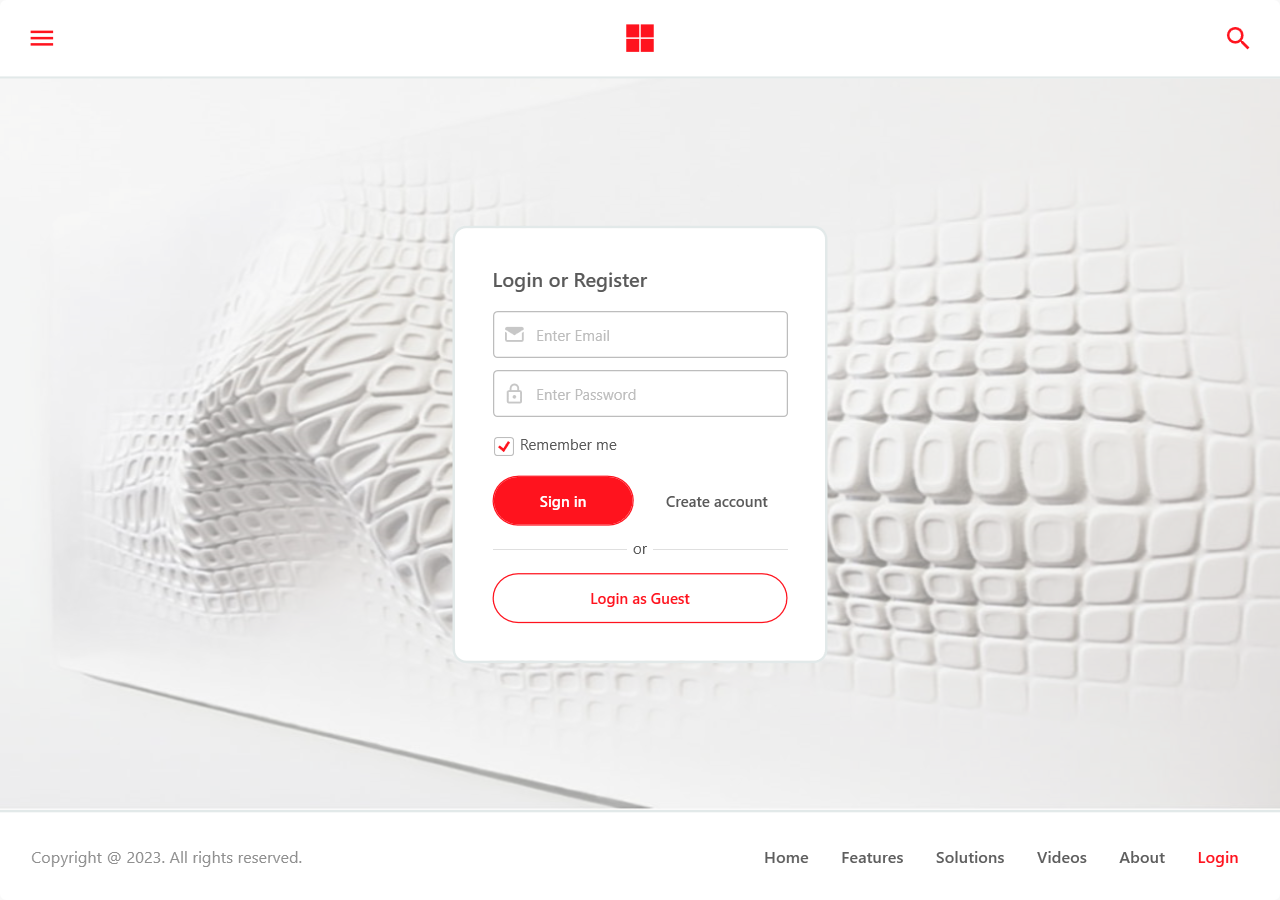 Login or Register
Enter Email
Enter Password
Remember me
Sign in
Create account
or
Login as Guest
Copyright @ 2023. All rights reserved.
Home Features Solutions Videos About Login